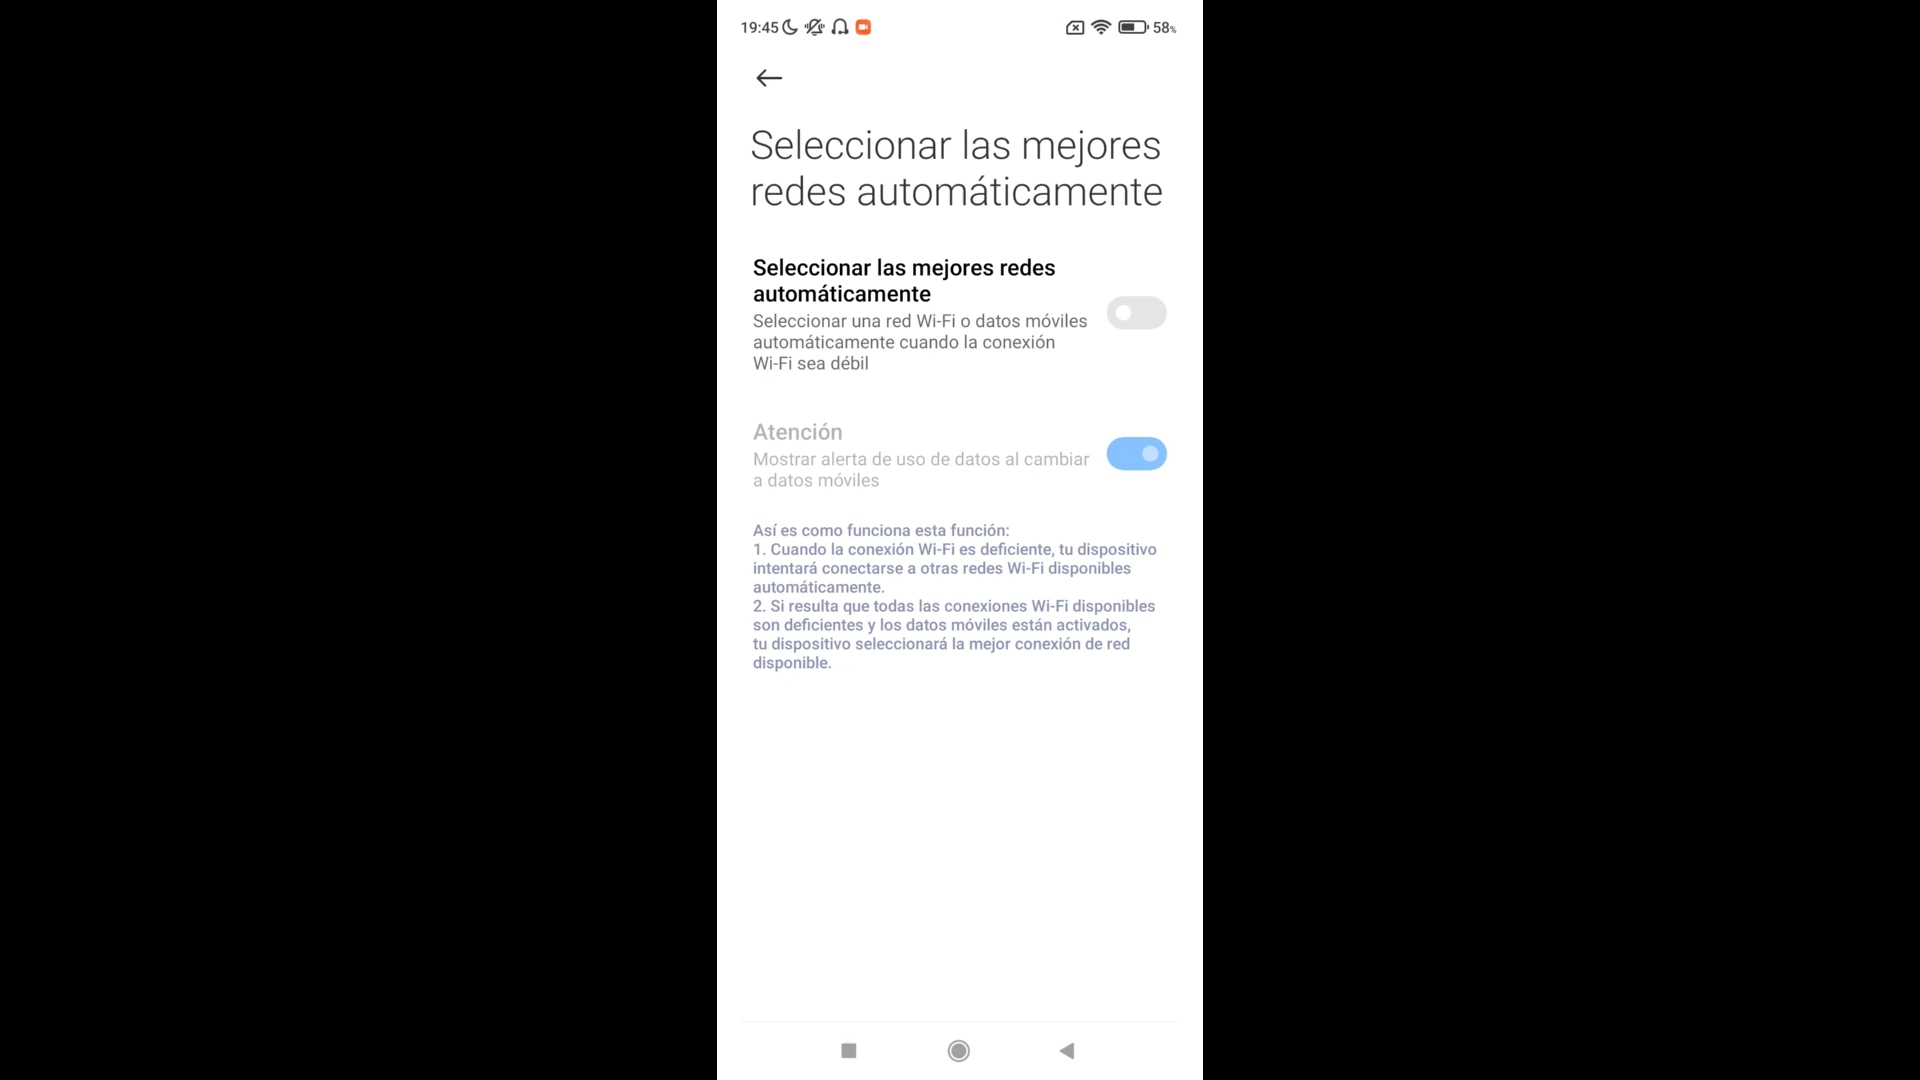 19:45 58%
Seleccionar las mejores
redes automáticamente
Seleccionar las mejores redes
automáticamente
Seleccionar una red Wi-Fi o datos móviles
automáticamente cuando la conexión
Wi-Fi sea débil
Atención
Mostrar alerta de uso de datos al cambiar
a datos móviles
Así es como funciona esta función:
1. Cuando la conexión Wi-Fi es deficiente, tu dispositivo
intentará conectarse a otras redes Wi-Fi disponibles
automáticamente.
2. Si resulta que todas las conexiones Wi-Fi disponibles
son deficientes y los datos móviles están activados,
tu dispositivo seleccionará la mejor conexión de red
disponible.